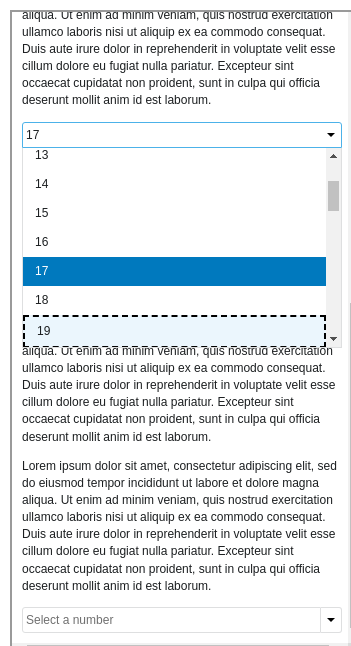 aliqua. Ut enim ad minim veniam, quis nostrud exercitation
ullamco laboris nisi ut aliquip ex ea commodo consequat.
Duis aute irure dolor in reprehenderit in voluptate velit esse
cillum dolore eu fugiat nulla pariatur. Excepteur sint
occaecat cupidatat non proident, sunt in culpa qui officia
deserunt mollit anim id est laborum.
17
13
14
15
16
17
18
19
aliqua. Ut enim ad minim veniam, quis nostrud exercitation
ullamco laboris nisi ut aliquip ex ea commodo consequat.
Duis aute irure dolor in reprehenderit in voluptate velit esse
cillum dolore eu fugiat nulla pariatur. Excepteur sint
occaecat cupidatat non proident, sunt in culpa qui officia
deserunt mollit anim id est laborum.
Lorem ipsum dolor sit amet, consectetur adipiscing elit, sed
do eiusmod tempor incididunt ut labore et dolore magna
aliqua. Ut enim ad minim veniam, quis nostrud exercitation
ullamco laboris nisi ut aliquip ex ea commodo consequat.
Duis aute irure dolor in reprehenderit in voluptate velit esse
cillum dolore eu fugiat nulla pariatur. Excepteur sint
occaecat cupidatat non proident, sunt in culpa qui officia
deserunt mollit anim id est laborum.
Select a number